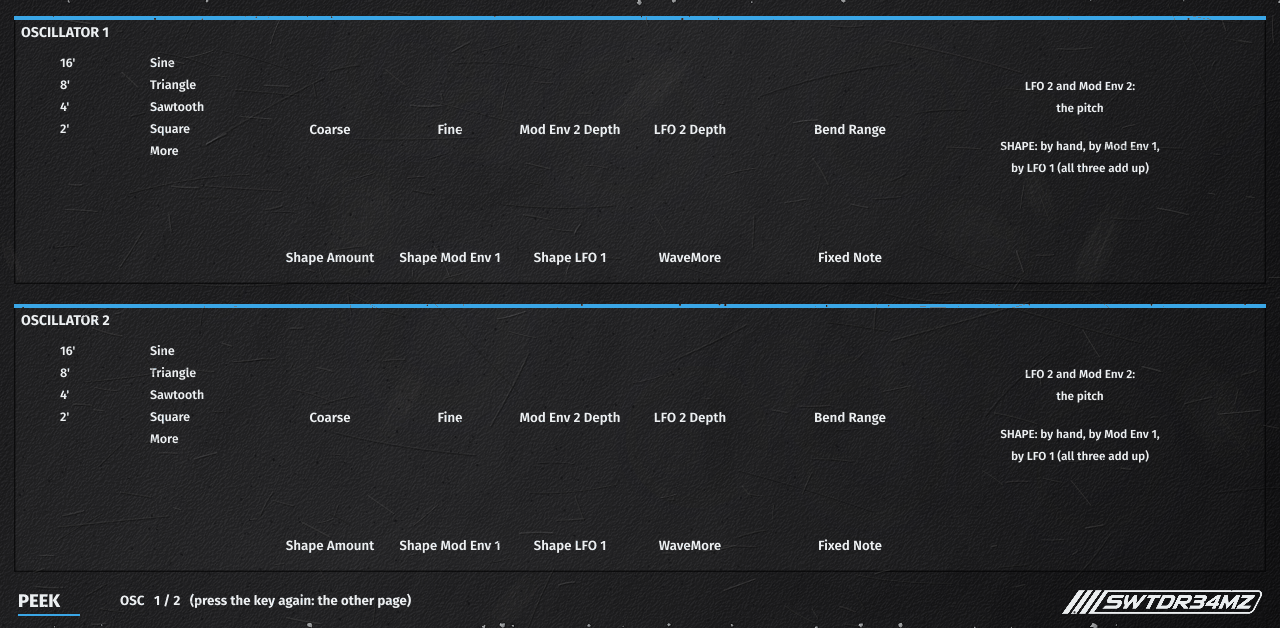 OSCILLATOR 1
16'
8'
4'
2'
Sine
Triangle
Sawtooth
Square
More
Coarse
Fine
Mod Env 2 Depth
LFO 2 Depth
Bend Range
LFO 2 and Mod Env 2:
the pitch
SHAPE: by hand, by Mod Env 1,
by LFO 1 (all three add up)
Shape Amount
Shape Mod Env 1
Shape LFO 1
WaveMore
Fixed Note
OSCILLATOR 2
16'
8'
4'
2'
Sine
Triangle
Sawtooth
Square
More
Coarse
Fine
Mod Env 2 Depth
LFO 2 Depth
Bend Range
LFO 2 and Mod Env 2:
the pitch
SHAPE: by hand, by Mod Env 1,
by LFO 1 (all three add up)
Shape Amount
Shape Mod Env 1
Shape LFO 1
WaveMore
Fixed Note
PEEK
OSC 1 / 2 (press the key again: the other page)
SWTDR34MZ